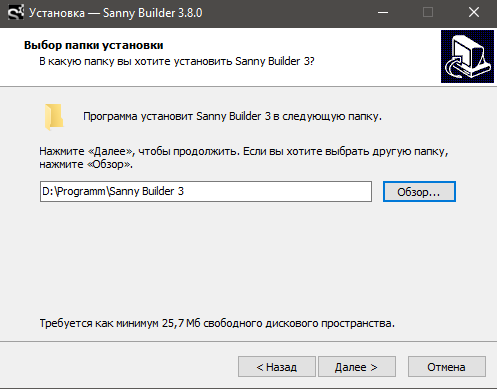 Установка — Sanny Builder 3.8.0
Выбор папки установки
В какую папку вы хотите установить Sanny Builder 3?
Программа установит Sanny Builder 3 в следующую папку.
Нажмите «Далее», чтобы продолжить. Если вы хотите выбрать другую папку,
нажмите «Обзор».
D:\Programm\Sanny Builder 3
Обзор...
Требуется как минимум 25,7 Мб свободного дискового пространства.
< Назад
Далее >
Отмена